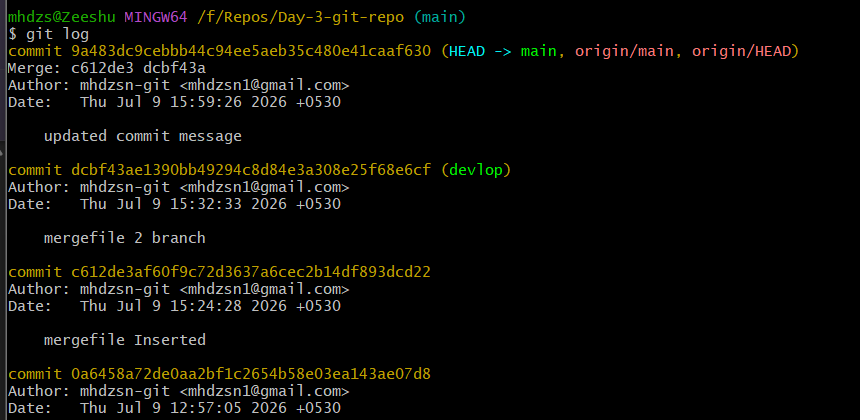 mhdzs@Zeeshu MINGW64 /f/Repos/Day-3-git-repo (main)
$ git log
commit 9a483dc9cebbb44c94ee5aeb35c480e41caaf630 (HEAD -> main, origin/main, origin/HEAD)
Merge: c612de3 dcbf43a
Author: mhdzsn-git <mhdzsn1@gmail.com>
Date:   Thu Jul 9 15:59:26 2026 +0530

    updated commit message

commit dcbf43ae1390bb49294c8d84e3a308e25f68e6cf (devlop)
Author: mhdzsn-git <mhdzsn1@gmail.com>
Date:   Thu Jul 9 15:32:33 2026 +0530

    mergefile 2 branch

commit c612de3af60f9c72d3637a6cec2b14df893dcd22
Author: mhdzsn-git <mhdzsn1@gmail.com>
Date:   Thu Jul 9 15:24:28 2026 +0530

    mergefile Inserted

commit 0a6458a72de0aa2bf1c2654b58e03ea143ae07d8
Author: mhdzsn-git <mhdzsn1@gmail.com>
Date:   Thu Jul 9 12:57:05 2026 +0530